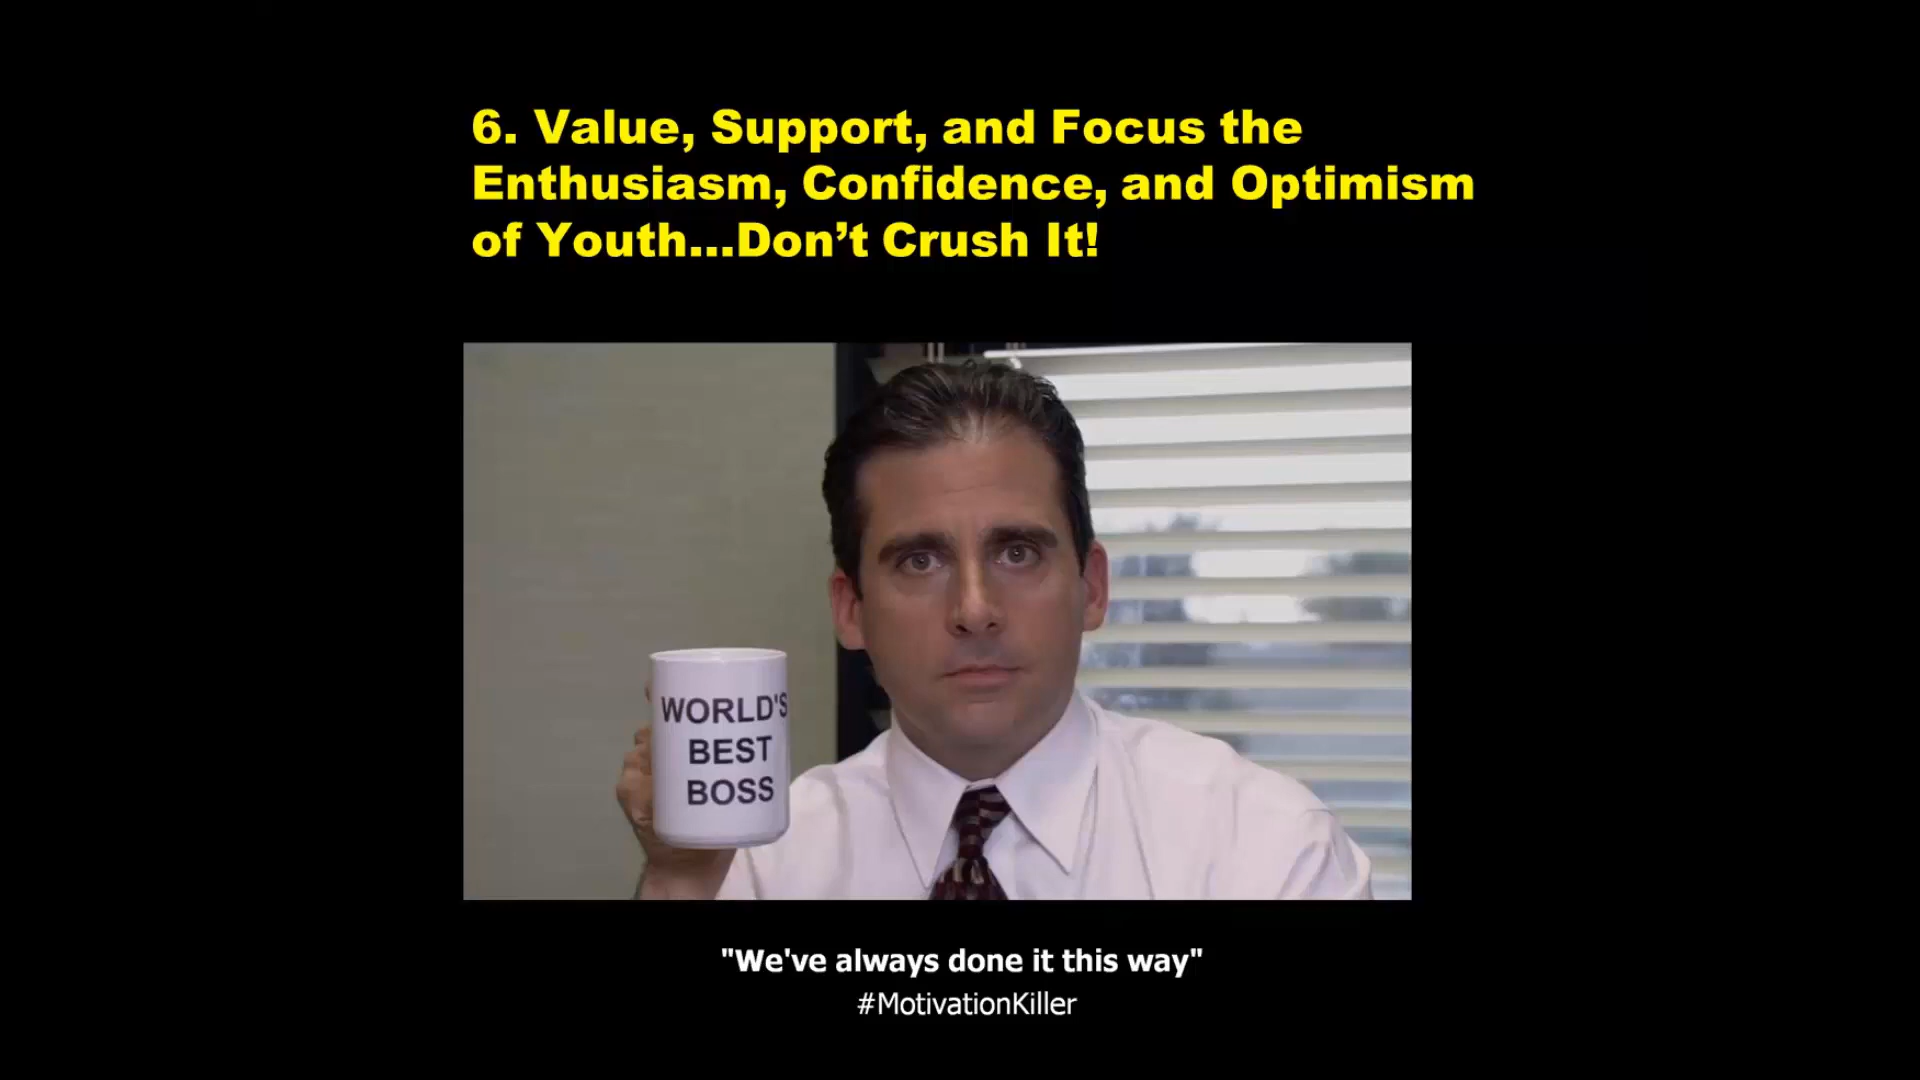 6. Value, Support, and Focus the
Enthusiasm, Confidence, and Optimism
of Youth...Don’t Crush It!
WORLD'S
BEST
BOSS
"We've always done it this way"
#MotivationKiller